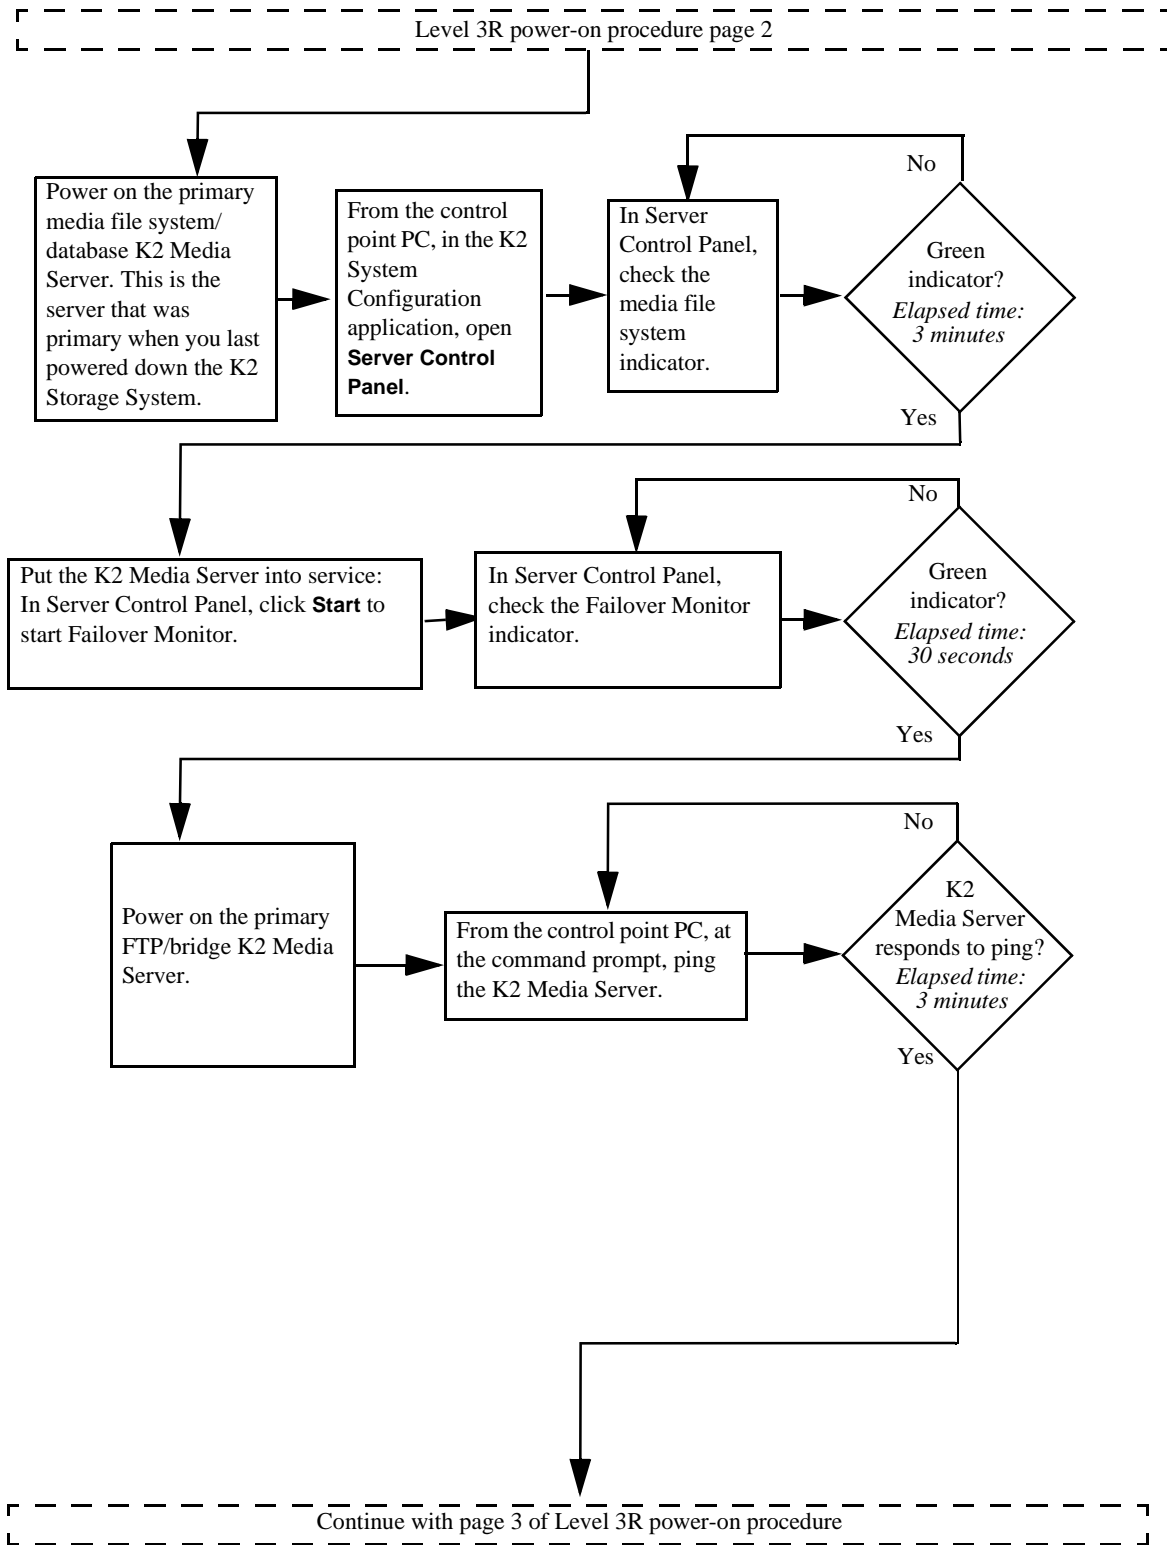 Level 3R power-on procedure page 2
Power on the primary
media file system/
database K2 Media
Server. This is the
server that was
primary when you last
powered down the K2
Storage System.
From the control
point PC, in the K2
System
Configuration
application, open
Server Control
Panel.
In Server
Control Panel,
check the
media file
system
indicator.
No
Green
indicator?
Elapsed time:
3 minutes
Yes
Put the K2 Media Server into service:
In Server Control Panel, click Start to
start Failover Monitor.
In Server Control Panel,
check the Failover Monitor
indicator.
No
Green
indicator?
Elapsed time:
30 seconds
Yes
Power on the primary
FTP/bridge K2 Media
Server.
From the control point PC, at
the command prompt, ping
the K2 Media Server.
No
K2
Media Server
responds to ping?
Elapsed time:
3 minutes
Yes
Continue with page 3 of Level 3R power-on procedure